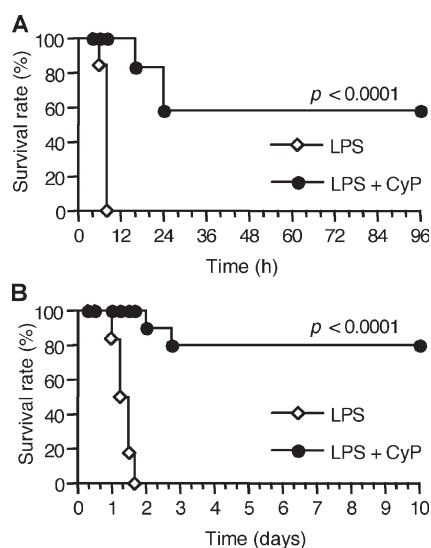 A
Survival rate (%)
100
80
60
40
20
0
p < 0.0001
LPS
LPS + CyP
0 12 24 36 48 60 72 84 96
Time (h)
B
Survival rate (%)
100
80
60
40
20
0
p < 0.0001
LPS
LPS + CyP
0 1 2 3 4 5 6 7 8 9 10
Time (days)